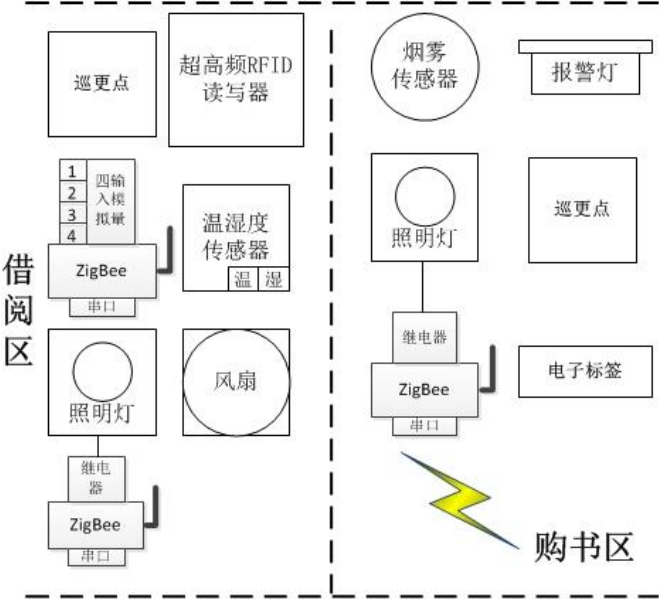 巡更点
超高频RFID
读写器
1
2
3
4
四输
入模
拟量
ZigBee
串口
温湿度
传感器
温
湿
借阅区
照明灯
风扇
继电
器
ZigBee
串口
烟雾
传感器
报警灯
照明灯
巡更点
继电器
ZigBee
串口
电子标签
购书区